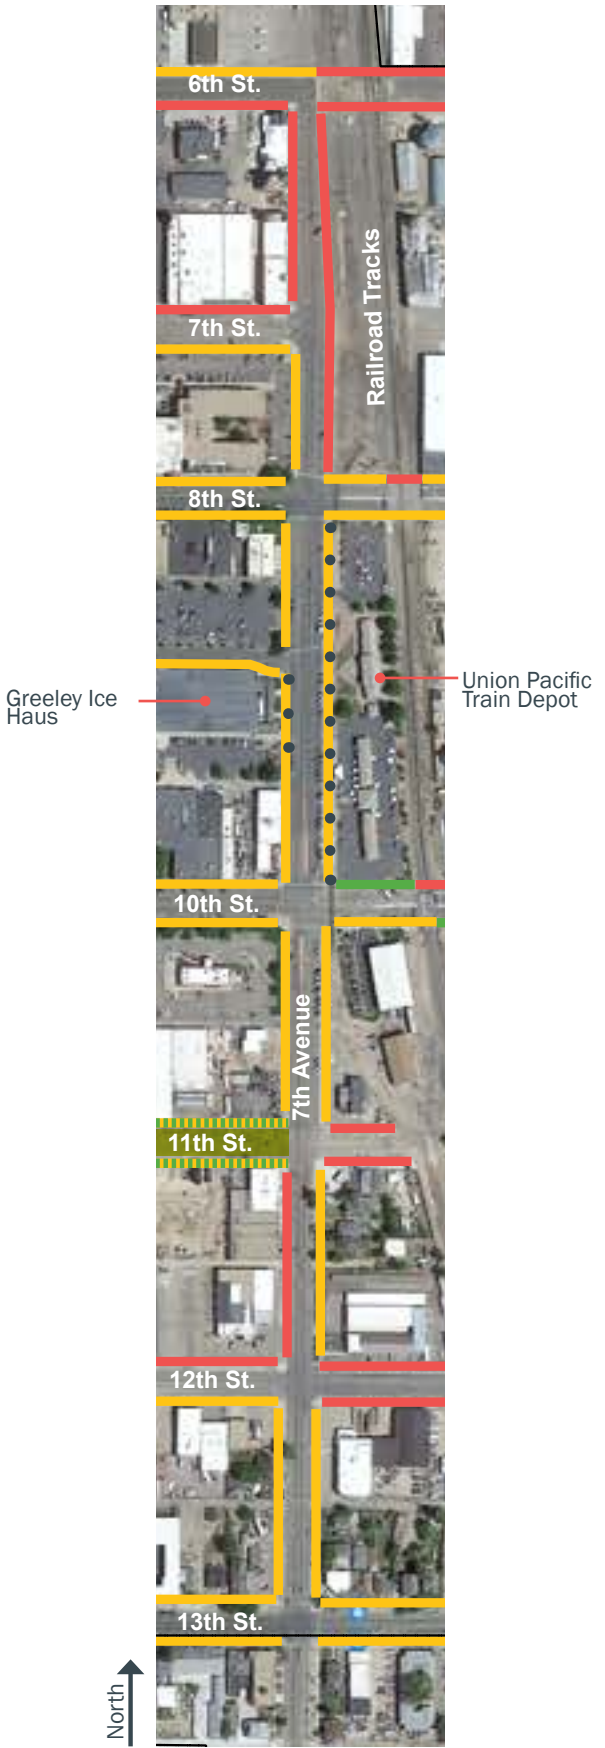 6th St.
Railroad Tracks
7th St.
8th St.
Greeley Ice
Haus
Union Pacific
Train Depot
10th St.
7th Avenue
11th St.
12th St.
13th St.
North